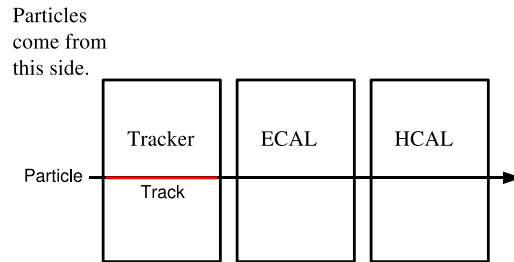 Particles
come from
this side.
Tracker
ECAL
HCAL
Particle
Track